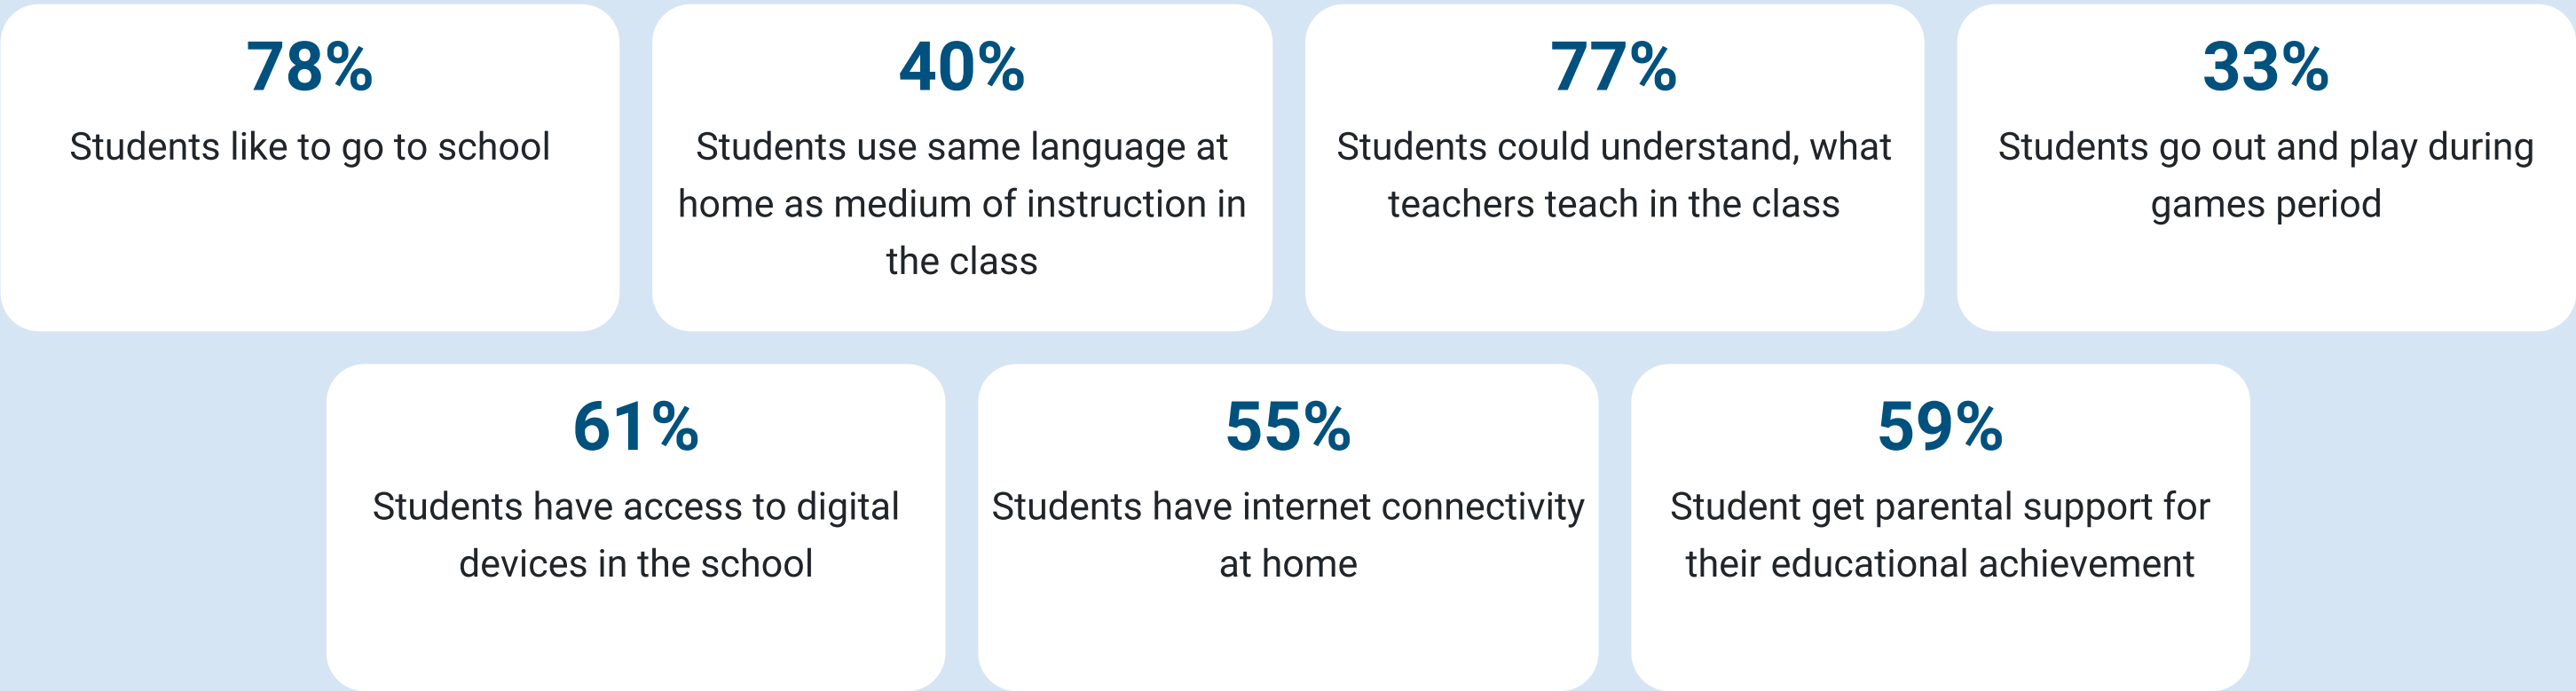 78%
Students like to go to school
40%
Students use same language at
home as medium of instruction in
the class
77%
Students could understand, what
teachers teach in the class
33%
Students go out and play during
games period
61%
Students have access to digital
devices in the school
55%
Students have internet connectivity
at home
59%
Student get parental support for
their educational achievement